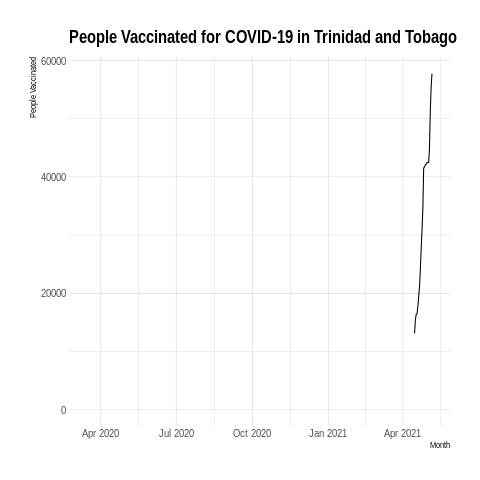 People Vaccinated for COVID-19 in Trinidad and Tobago
People Vaccinated
60000
40000
20000
0
Apr 2020 Jul 2020 Oct 2020 Jan 2021 Apr 2021
Month